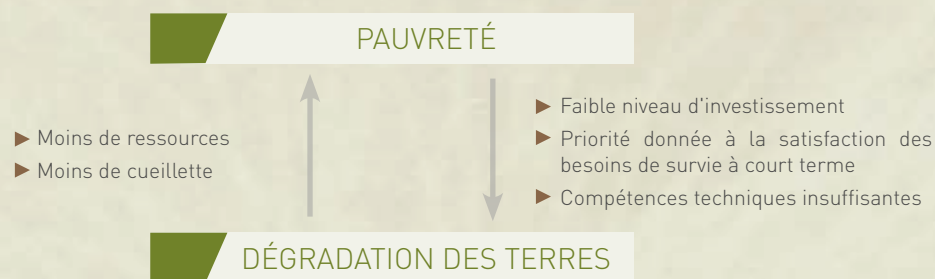 PAUVRETÉ
Moins de ressources
Moins de cueillette
Faible niveau d'investissement
Priorité donnée à la satisfaction des
besoins de survie à court terme
Compétences techniques insuffisantes
DÉGRADATION DES TERRES